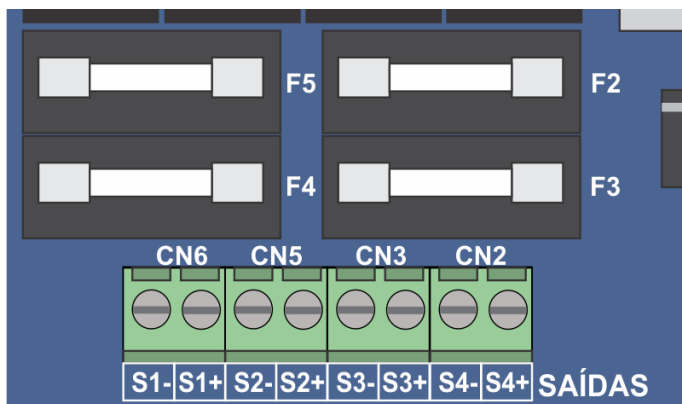 F5 F2
F4 F3
CN6 CN5 CN3 CN2
S1- S1+ S2- S2+ S3- S3+ S4- S4+ SAÍDAS